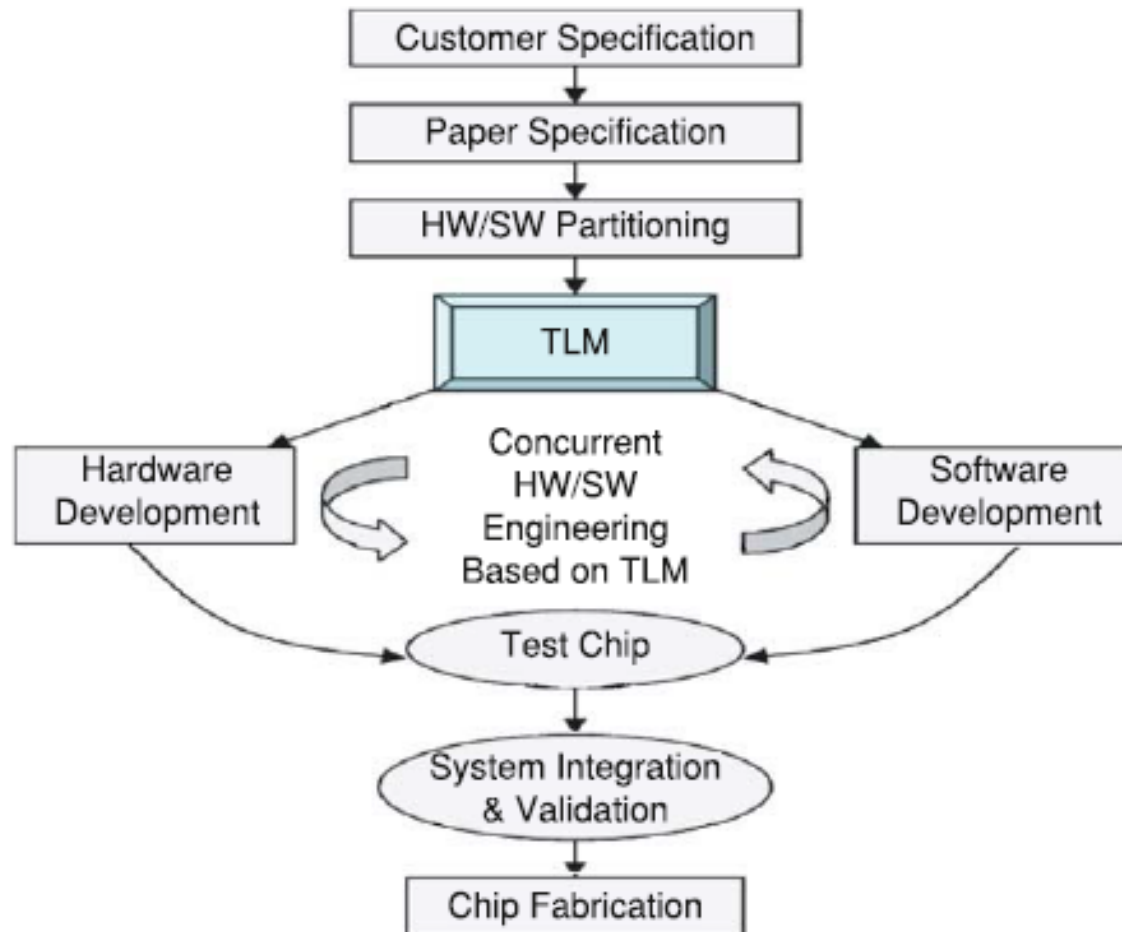 Customer Specification
Paper Specification
HW/SW Partitioning
TLM
Hardware
Development
Concurrent
HW/SW
Engineering
Based on TLM
Software
Development
Test Chip
System Integration
& Validation
Chip Fabrication